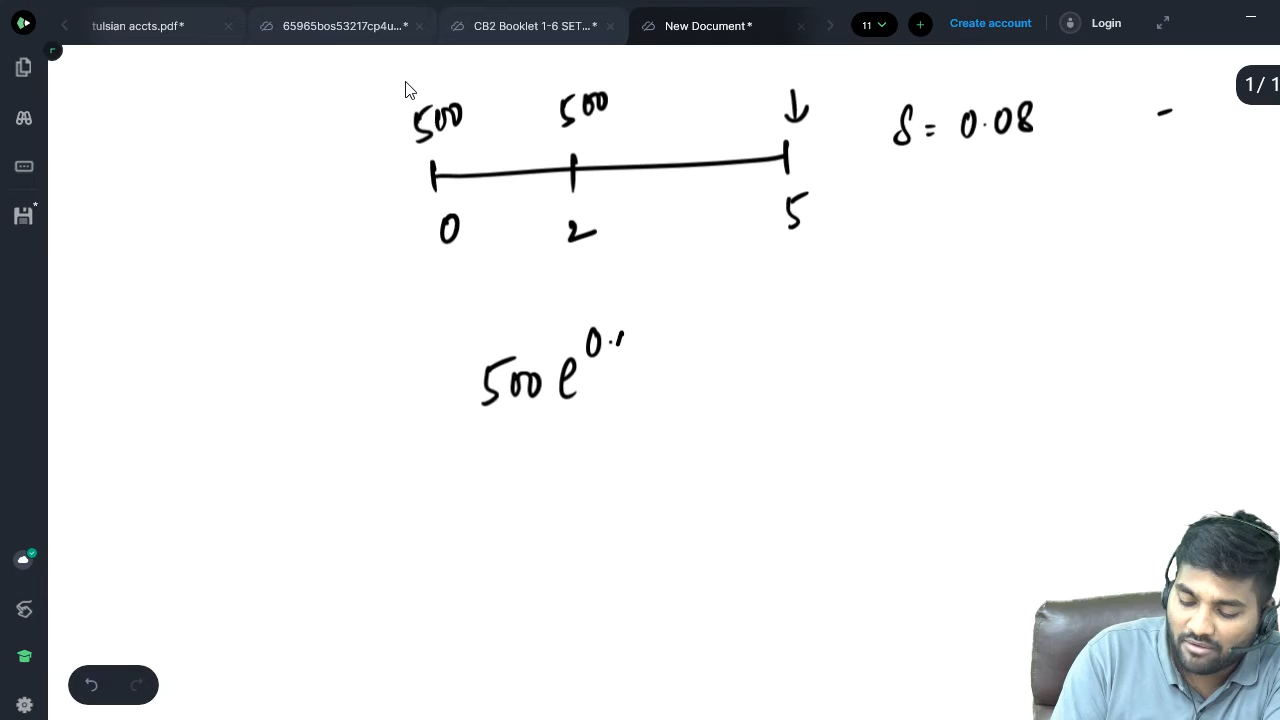 tulsian accts.pdf*
65965bos53217cp4u...*
CB2 Booklet 1-6 SET...*
New Document*
11
Create account
Login
1/1
500 500 ↓ δ = 0.08 -
0 2 5
500 e^0.